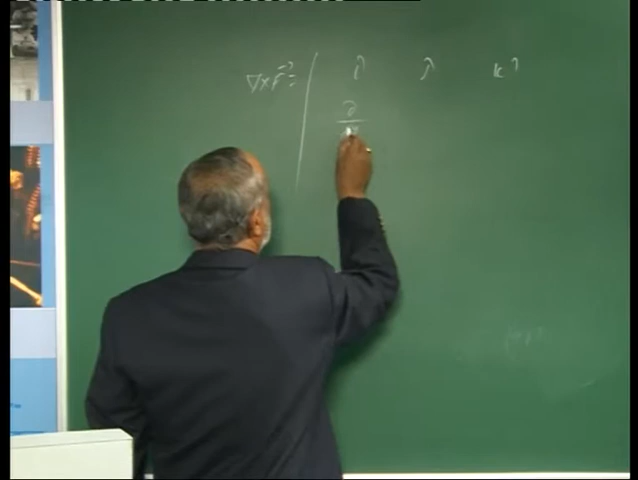 ∇×F⃗ = | î ĵ k̂
∂